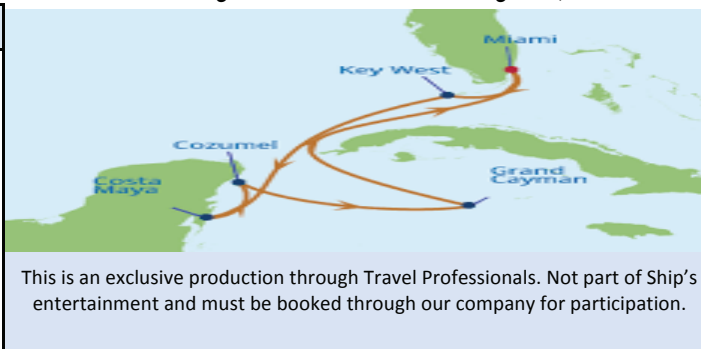 Miami
Key West
Cozumel
Costa
Maya
Grand
Cayman
This is an exclusive production through Travel Professionals. Not part of Ship's
entertainment and must be booked through our company for participation.